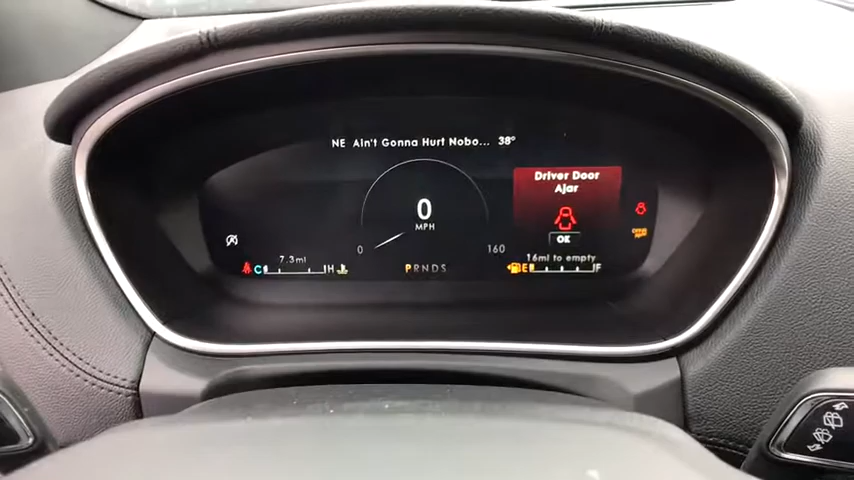 NE Ain't Gonna Hurt Nobo... 38°
Driver Door
Ajar
OK
0
MPH
0
160
7.3mi
C H
PRNDS
16mi to empty
E F